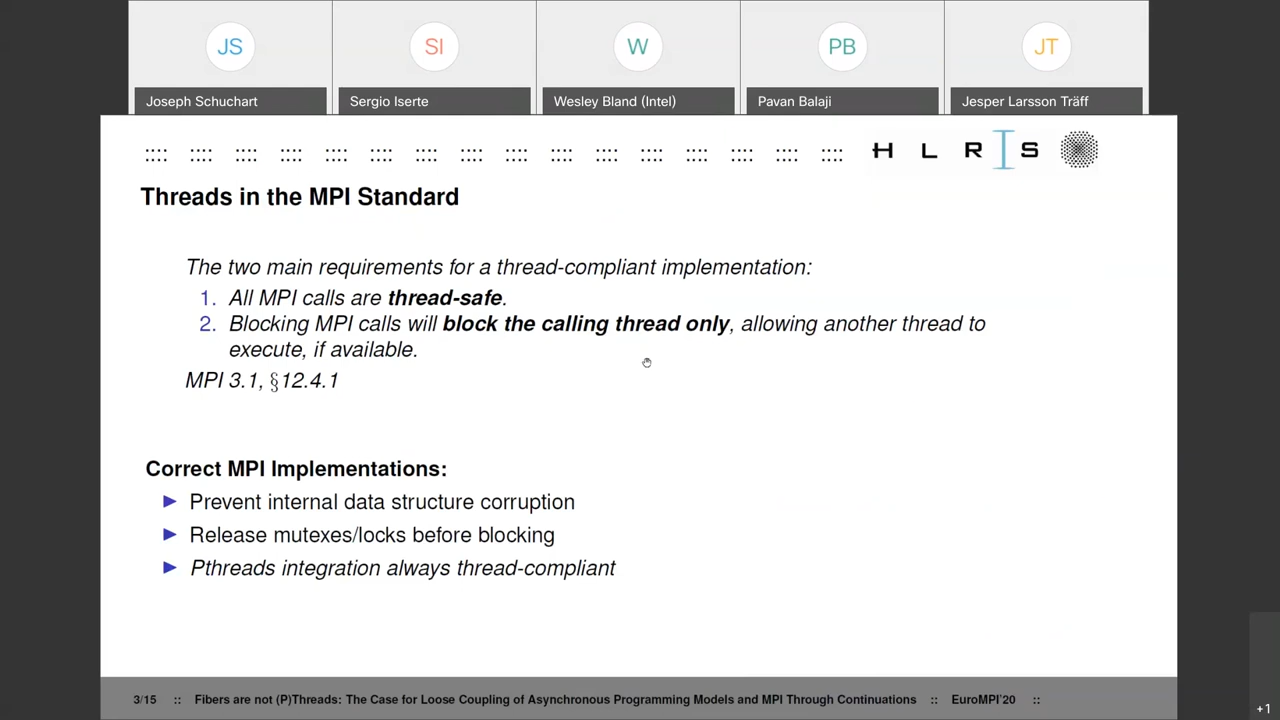 JS SI W PB JT
Joseph Schuchart Sergio Iserte Wesley Bland (Intel) Pavan Balaji Jesper Larsson Träff
H L R I S
Threads in the MPI Standard
The two main requirements for a thread-compliant implementation:
1. All MPI calls are thread-safe.
2. Blocking MPI calls will block the calling thread only, allowing another thread to
execute, if available.
MPI 3.1, §12.4.1
Correct MPI Implementations:
▶ Prevent internal data structure corruption
▶ Release mutexes/locks before blocking
▶ Pthreads integration always thread-compliant
3/15 :: Fibers are not (P)Threads: The Case for Loose Coupling of Asynchronous Programming Models and MPI Through Continuations :: EuroMPI'20 ::
+1